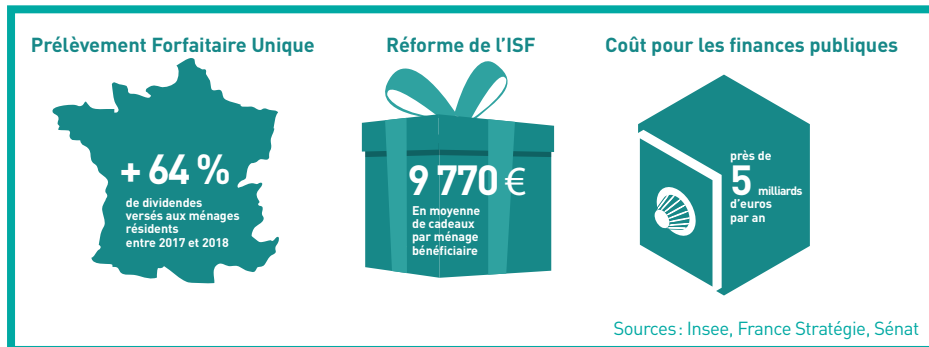 Prélèvement Forfaitaire Unique
+ 64 %
de dividendes
versés aux ménages
résidents
entre 2017 et 2018
Réforme de l’ISF
9 770 €
En moyenne
de cadeaux
par ménage
bénéficiaire
Coût pour les finances publiques
près de
5 milliards
d’euros
par an
Sources : Insee, France Stratégie, Sénat